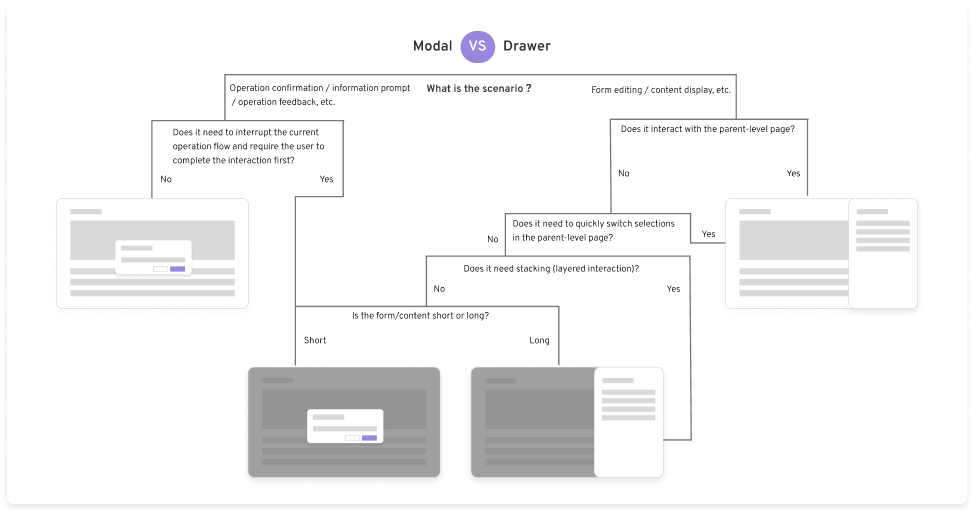 Modal VS Drawer
Operation confirmation / information prompt
/ operation feedback, etc.
What is the scenario?
Form editing / content display, etc.
Does it need to interrupt the current
operation flow and require the user to
complete the interaction first?
No
Yes
Does it interact with the parent-level page?
No
Yes
Does it need to quickly switch selections
in the parent-level page?
No
Yes
Does it need stacking (layered interaction)?
No
Yes
Is the form/content short or long?
Short
Long